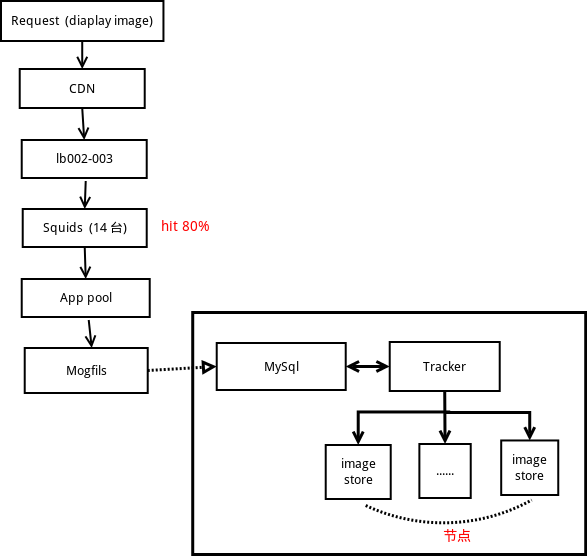 Request (diaplay image)
CDN
lb002-003
Squids (14 台)
hit 80%
App pool
Mogfils
MySql
Tracker
image
store
......
image
store
节点